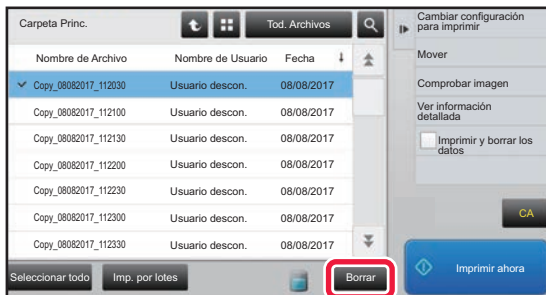 Carpeta Princ.
Tod. Archivos
Nombre de Archivo Nombre de Usuario Fecha
Copy_08082017_112030 Usuario descon. 08/08/2017
Copy_08082017_112100 Usuario descon. 08/08/2017
Copy_08082017_112130 Usuario descon. 08/08/2017
Copy_08082017_112200 Usuario descon. 08/08/2017
Copy_08082017_112230 Usuario descon. 08/08/2017
Copy_08082017_112300 Usuario descon. 08/08/2017
Copy_08082017_112330 Usuario descon. 08/08/2017
Seleccionar todo
Imp. por lotes
Borrar
Cambiar configuración
para imprimir
Mover
Comprobar imagen
Ver información
detallada
Imprimir y borrar los
datos
CA
Imprimir ahora